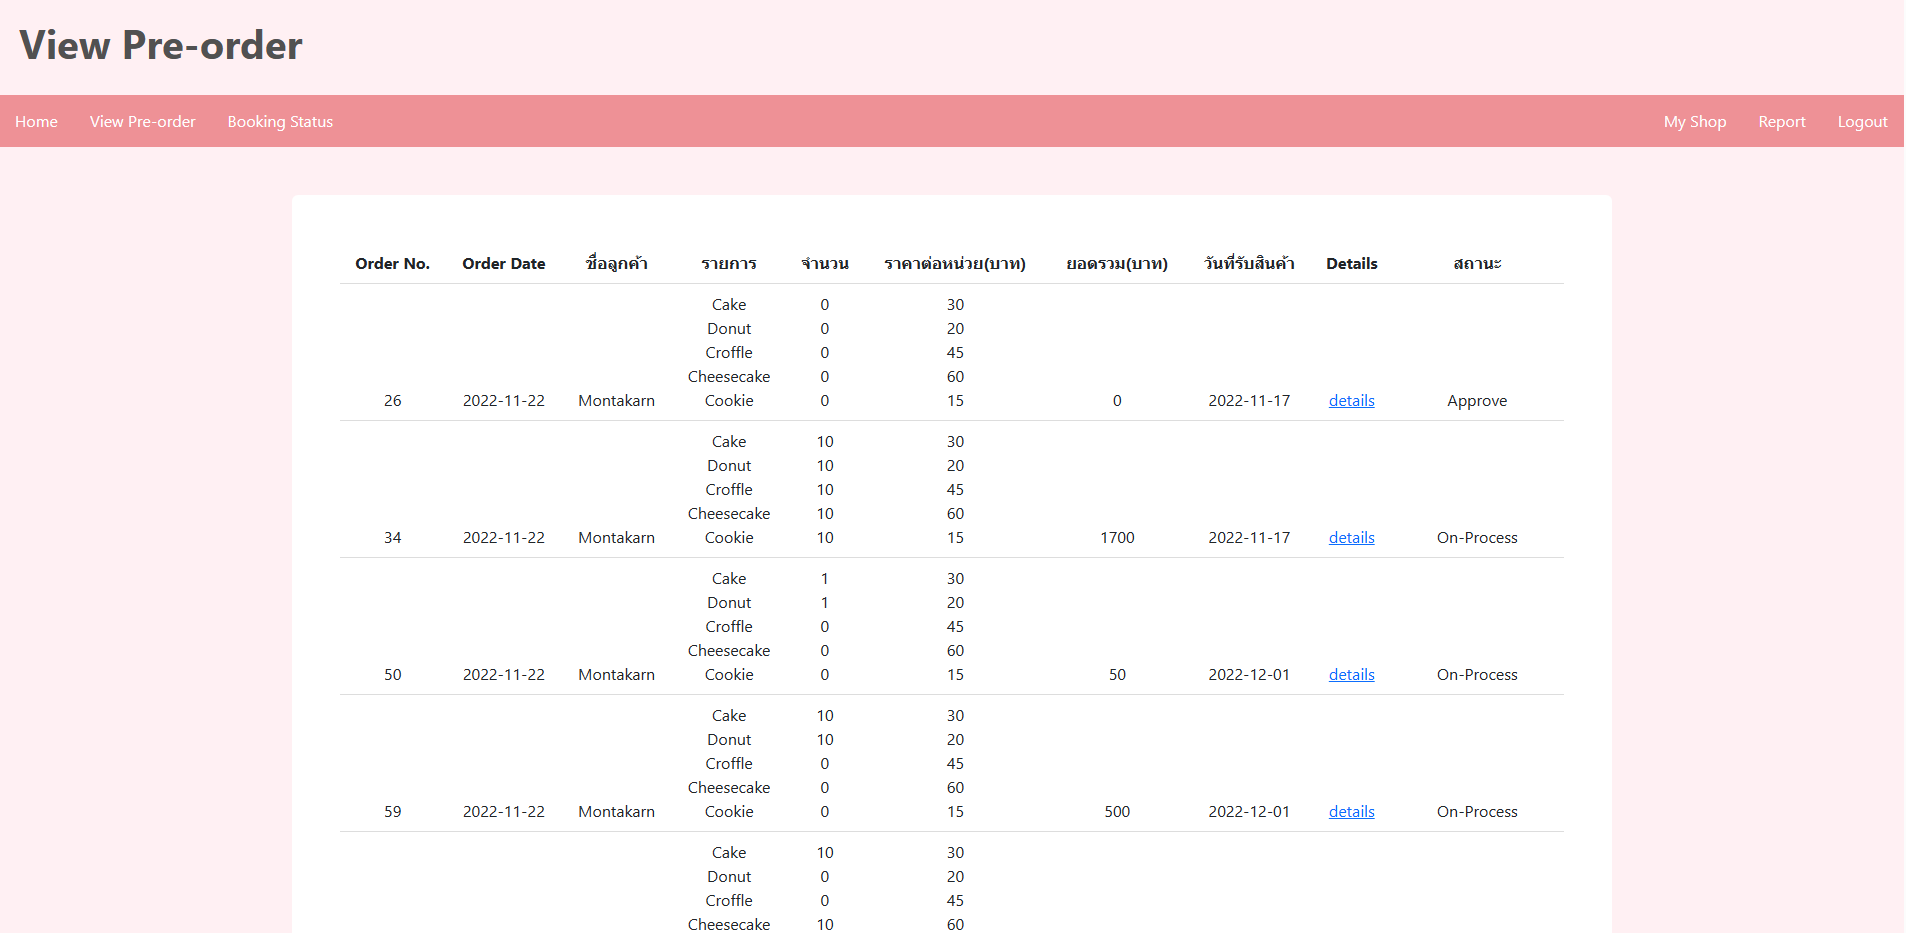 View Pre-order
Home View Pre-order Booking Status My Shop Report Logout
Order No. Order Date ชื่อลูกค้า รายการ จำนวน ราคาต่อหน่วย(บาท) ยอดรวม(บาท) วันที่รับสินค้า Details สถานะ
Cake 0 30
Donut 0 20
Croffle 0 45
Cheesecake 0 60
26 2022-11-22 Montakarn Cookie 0 15 0 2022-11-17 details Approve
Cake 10 30
Donut 10 20
Croffle 10 45
Cheesecake 10 60
34 2022-11-22 Montakarn Cookie 10 15 1700 2022-11-17 details On-Process
Cake 1 30
Donut 1 20
Croffle 0 45
Cheesecake 0 60
50 2022-11-22 Montakarn Cookie 0 15 50 2022-12-01 details On-Process
Cake 10 30
Donut 10 20
Croffle 0 45
Cheesecake 0 60
59 2022-11-22 Montakarn Cookie 0 15 500 2022-12-01 details On-Process
Cake 10 30
Donut 0 20
Croffle 0 45
Cheesecake 10 60